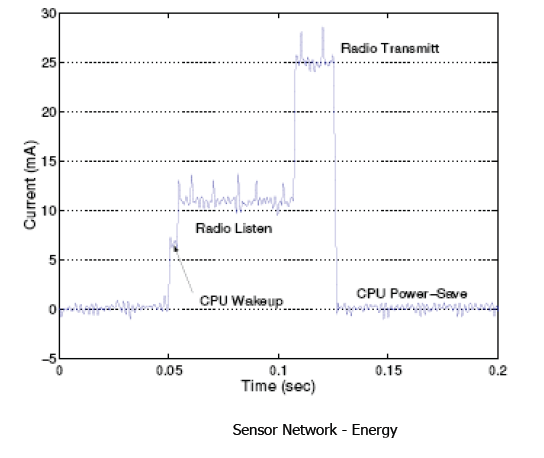 30
Radio Transmitt
25
20
15
Current (mA)
10
Radio Listen
5
CPU Wakeup
CPU Power-Save
0
-5
0 0.05 0.1 0.15 0.2
Time (sec)
Sensor Network - Energy